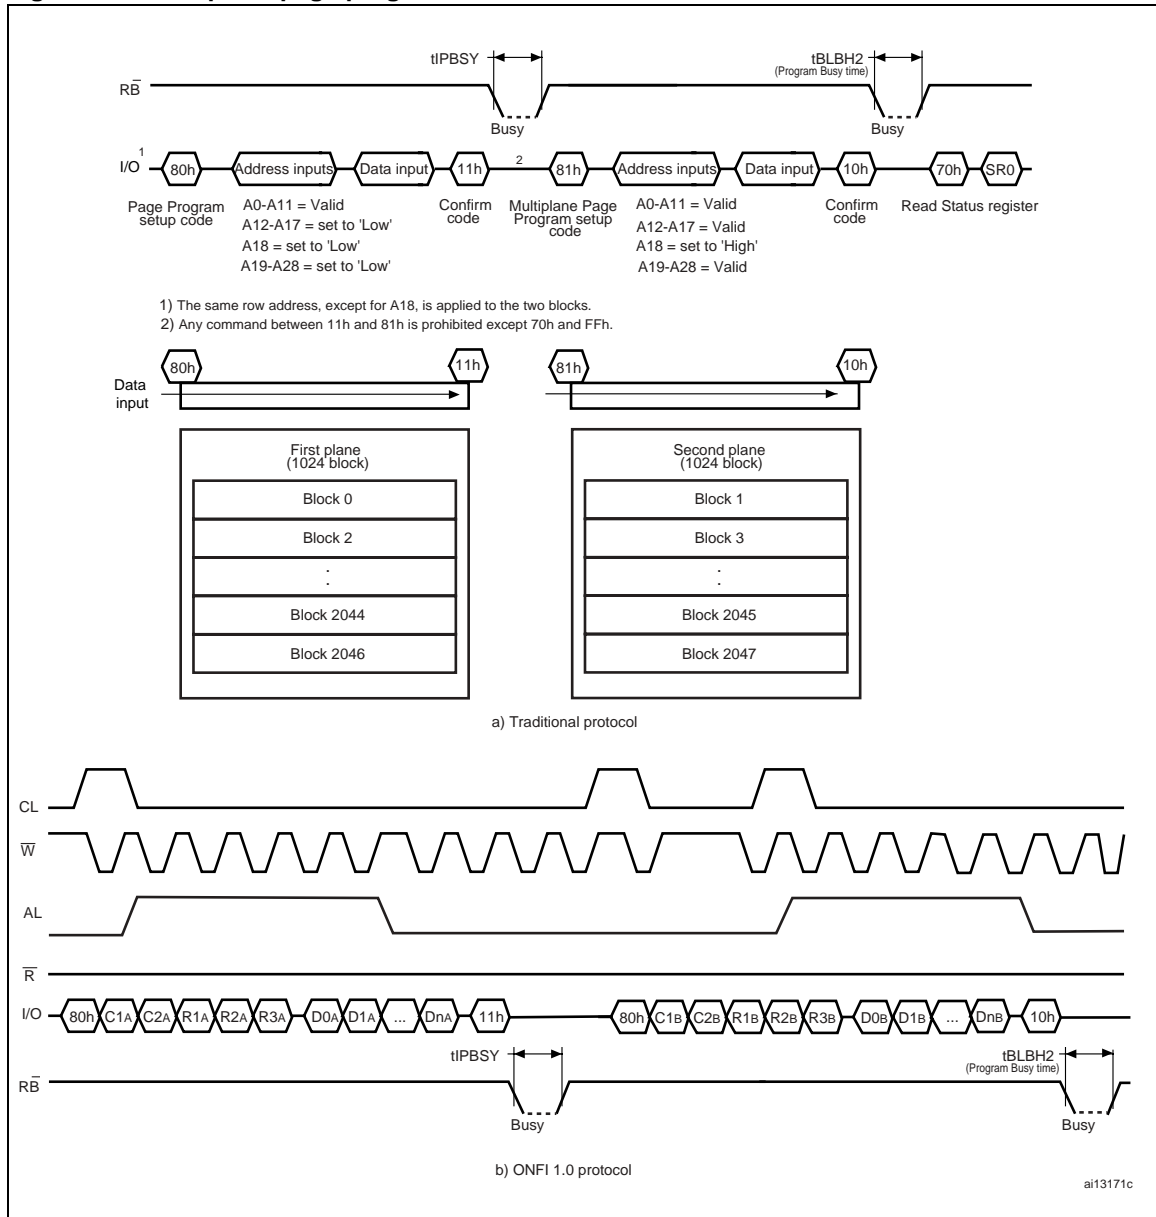 tIPBSY
tBLBH2
(Program Busy time)
RB̅
Busy
Busy
I/O 1
80h
Address inputs
Data input
11h
2
81h
Address inputs
Data input
10h
70h
SR0
Page Program
setup code
A0-A11 = Valid
A12-A17 = set to 'Low'
A18 = set to 'Low'
A19-A28 = set to 'Low'
Confirm
code
Multiplane Page
Program setup
code
A0-A11 = Valid
A12-A17 = Valid
A18 = set to 'High'
A19-A28 = Valid
Confirm
code
Read Status register
1) The same row address, except for A18, is applied to the two blocks.
2) Any command between 11h and 81h is prohibited except 70h and FFh.
80h
11h
81h
10h
Data
input
First plane
(1024 block)
Block 0
Block 2
:
Block 2044
Block 2046
Second plane
(1024 block)
Block 1
Block 3
:
Block 2045
Block 2047
a) Traditional protocol
CL
W̅
AL
R̅
I/O
80h C1A C2A R1A R2A R3A D0A D1A ... DnA 11h
80h C1B C2B R1B R2B R3B D0B D1B ... DnB 10h
tIPBSY
tBLBH2
(Program Busy time)
RB̅
Busy
Busy
b) ONFI 1.0 protocol
ai13171c